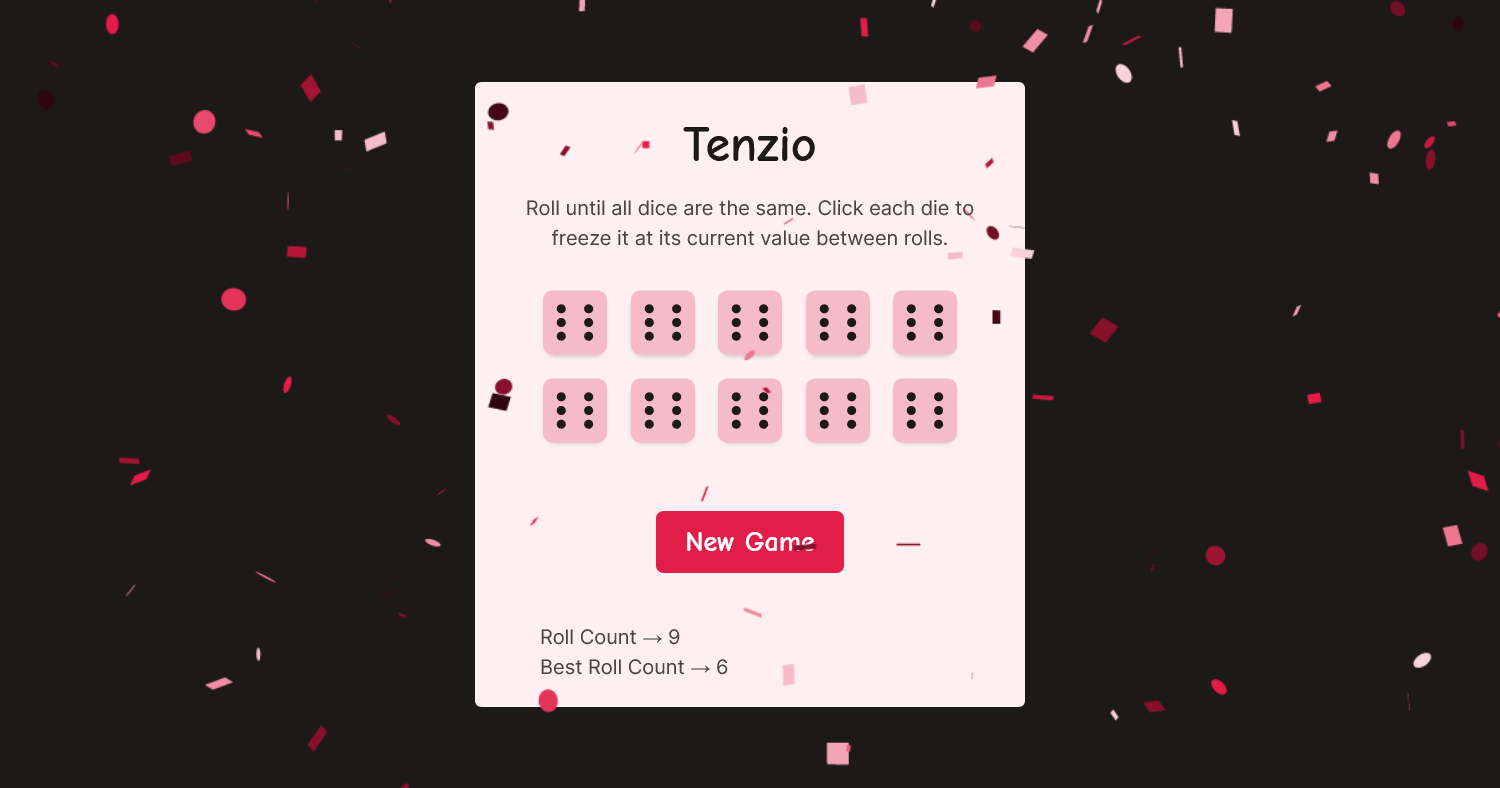 Tenzio
Roll until all dice are the same. Click each die to
freeze it at its current value between rolls.
New Game
Roll Count → 9
Best Roll Count → 6